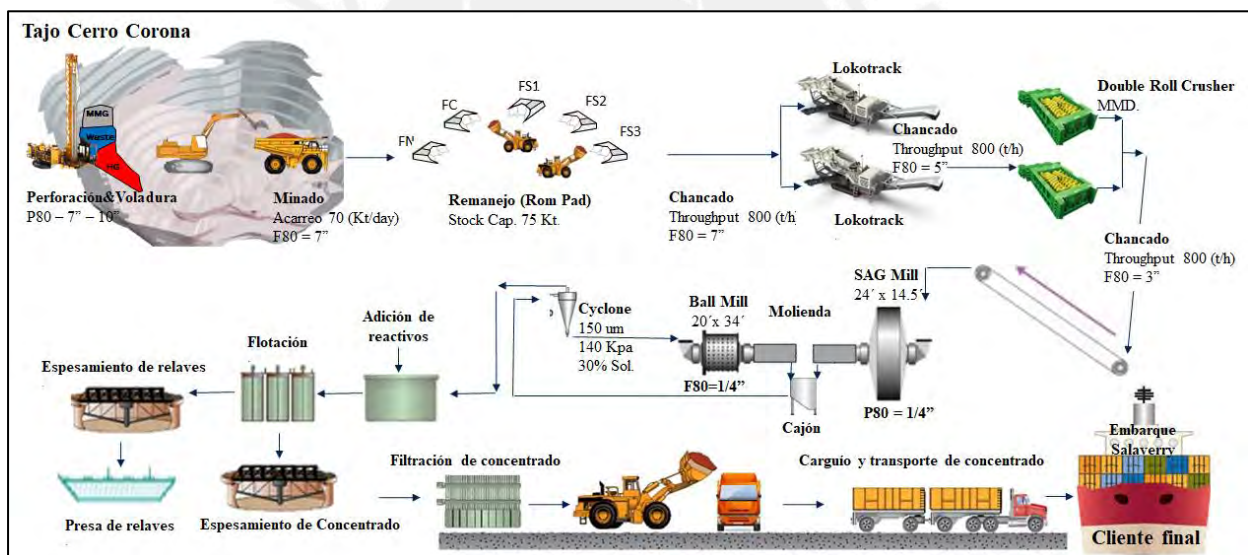 Tajo Cerro Corona
MMG
Waste
HG
Perforación&Voladura
P80 – 7” – 10”
Minado
Acarreo 70 (Kt/day)
F80 = 7”
FN
FC
FS1
FS2
FS3
Remanejo (Rom Pad)
Stock Cap. 75 Kt.
Chancado
Throughput 800 (t/h)
F80 = 7”
Lokotrack
Lokotrack
Chancado
Throughput 800 (t/h)
F80 = 5”
Double Roll Crusher
MMD.
Chancado
Throughput 800 (t/h)
F80 = 3”
SAG Mill
24´ x 14.5´
P80 = 1/4”
Molienda
Ball Mill
20´x 34´
F80=1/4”
Cajón
Cyclone
150 um
140 Kpa
30% Sol.
Adición de
reactivos
Flotación
Espesamiento de relaves
Presa de relaves
Espesamiento de Concentrado
Filtración de concentrado
Carguío y transporte de concentrado
Embarque
Salaverry
Cliente final